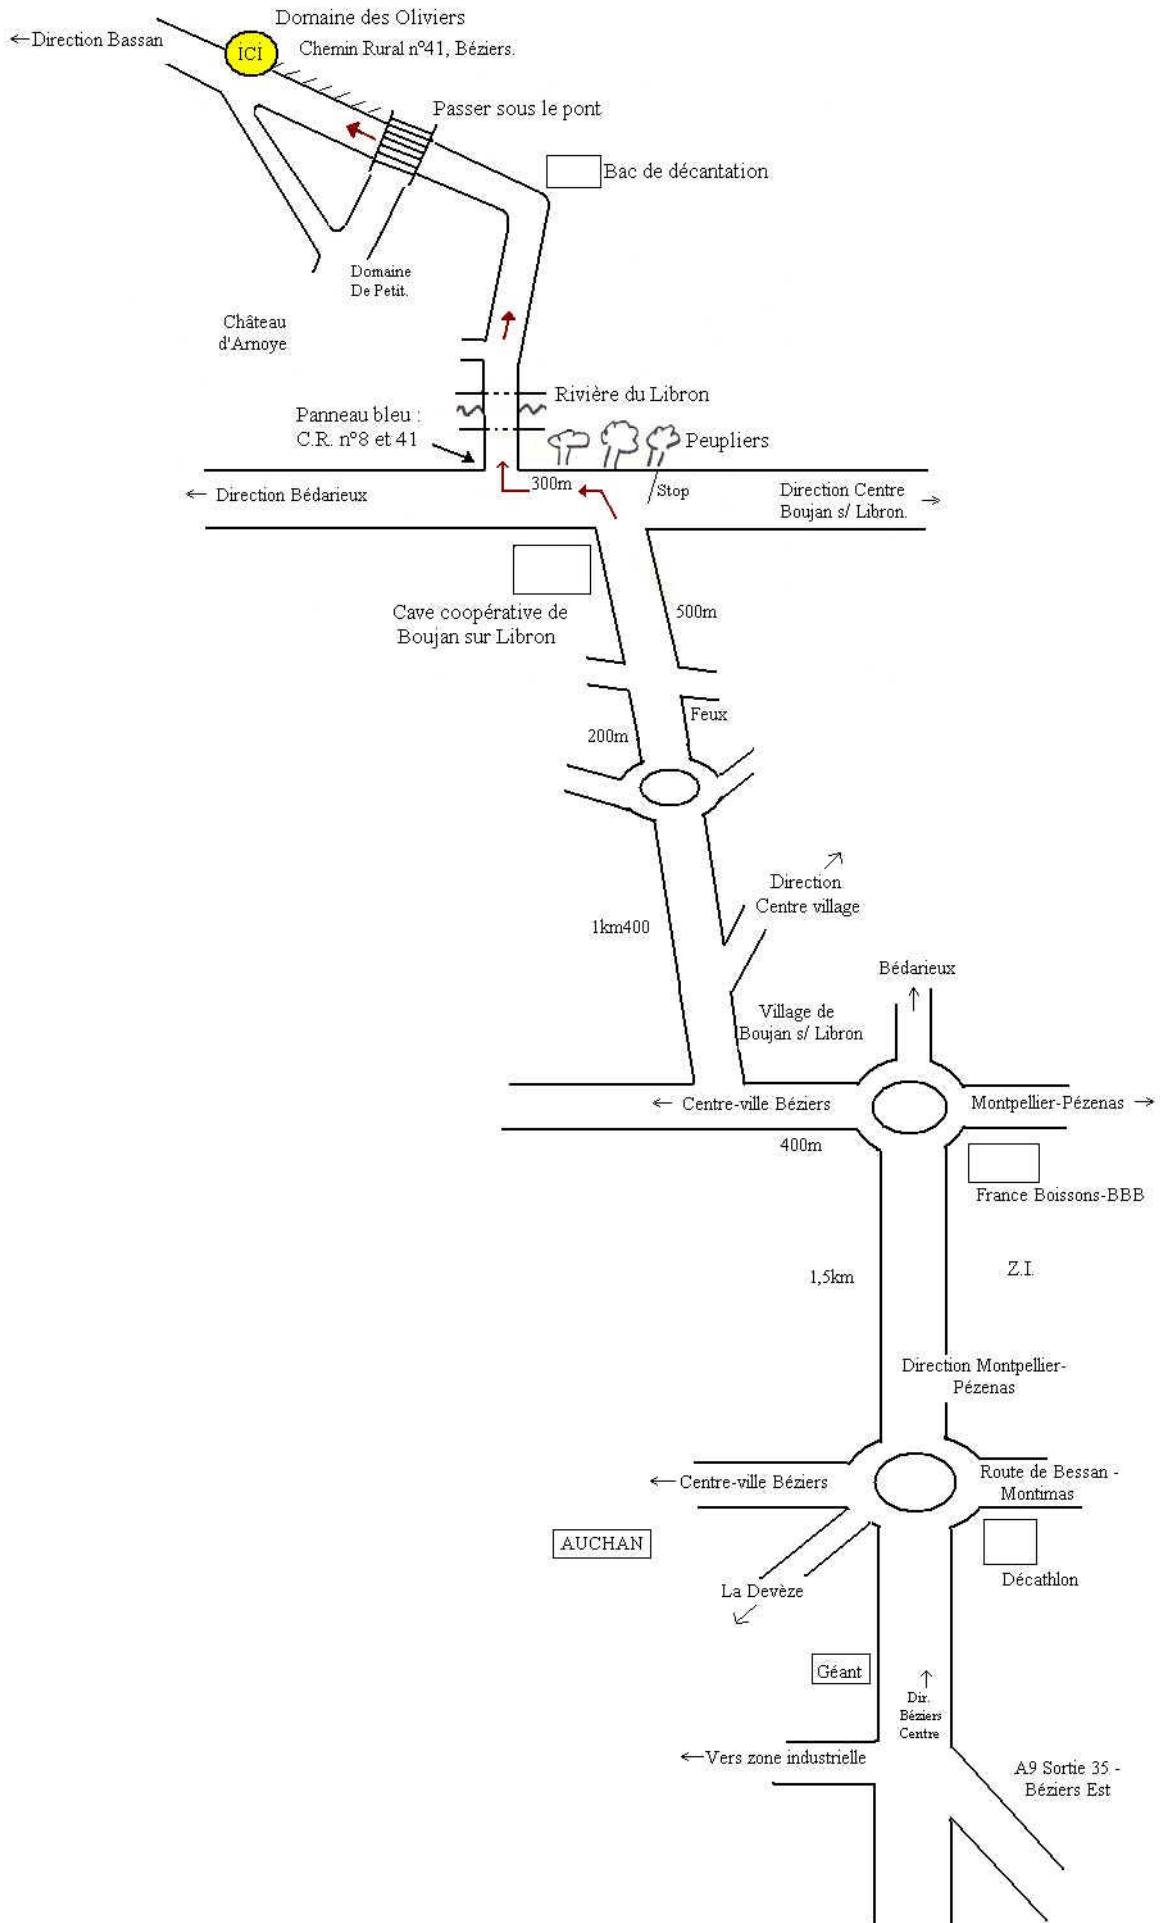 Domaine des Oliviers
←Direction Bassan
ICI
Chemin Rural n°41, Béziers.
Passer sous le pont
Bac de décantation
Domaine
De Petit.
Château
d'Arnoye
Rivière du Libron
Panneau bleu :
C.R. n°8 et 41
Peupliers
← Direction Bédarieux
300m
Stop
Direction Centre
Boujan s/ Libron.
→
Cave coopérative de
Boujan sur Libron
500m
Feux
200m
Direction
Centre village
1km400
Bédarieux
Village de
Boujan s/ Libron
← Centre-ville Béziers
Montpellier-Pézenas →
400m
France Boissons-BBB
1,5km
Z.I.
Direction Montpellier-
Pézenas
← Centre-ville Béziers
Route de Bessan -
Montimas
AUCHAN
Décathlon
La Devèze
Géant
Dir.
Béziers
Centre
←Vers zone industrielle
A9 Sortie 35 -
Béziers Est